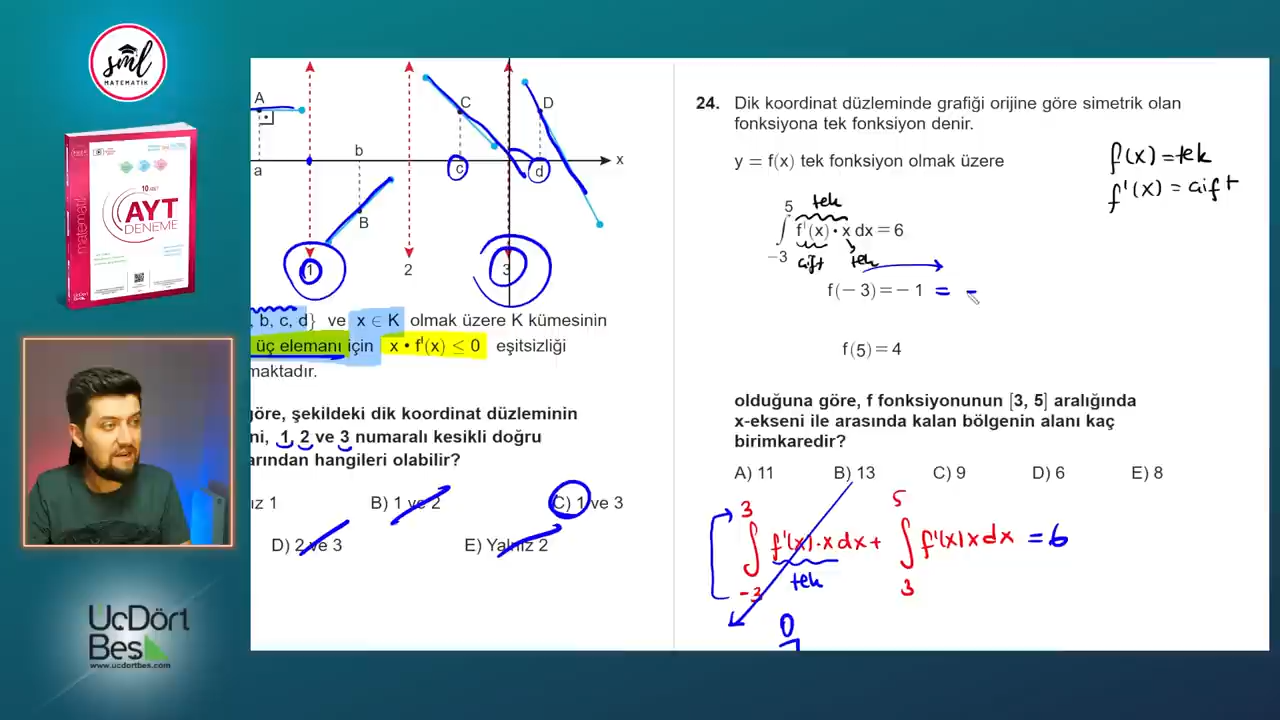 sml
MATEMATİK
matematik
10 ADET
AYT
DENEME
ÜçDört
Beş
www.ucdortbes.com
A
a
b
B
C
c
D
d
x
1
2
3
, b, c, d} ve x ∈ K olmak üzere K kümesinin
üç elemanı için x • f'(x) ≤ 0 eşitsizliği
maktadır.
göre, şekildeki dik koordinat düzleminin
ni, 1, 2 ve 3 numaralı kesikli doğru
arından hangileri olabilir?
ız 1
B) 1 ve 2
C) 1 ve 3
D) 2 ve 3
E) Yalnız 2
24. Dik koordinat düzleminde grafiği orijine göre simetrik olan
fonksiyona tek fonksiyon denir.
y = f(x) tek fonksiyon olmak üzere
f(x) = tek
f'(x) = çift
tek
5
∫ f'(x) • x dx = 6
−3
çift tek
f(− 3) = − 1 = -
f(5) = 4
olduğuna göre, f fonksiyonunun [3, 5] aralığında
x-ekseni ile arasında kalan bölgenin alanı kaç
birimkaredir?
A) 11 B) 13 C) 9 D) 6 E) 8
3 5
∫ f'(x) . x dx + ∫ f'(x) x dx = 6
-3 tek 3
0